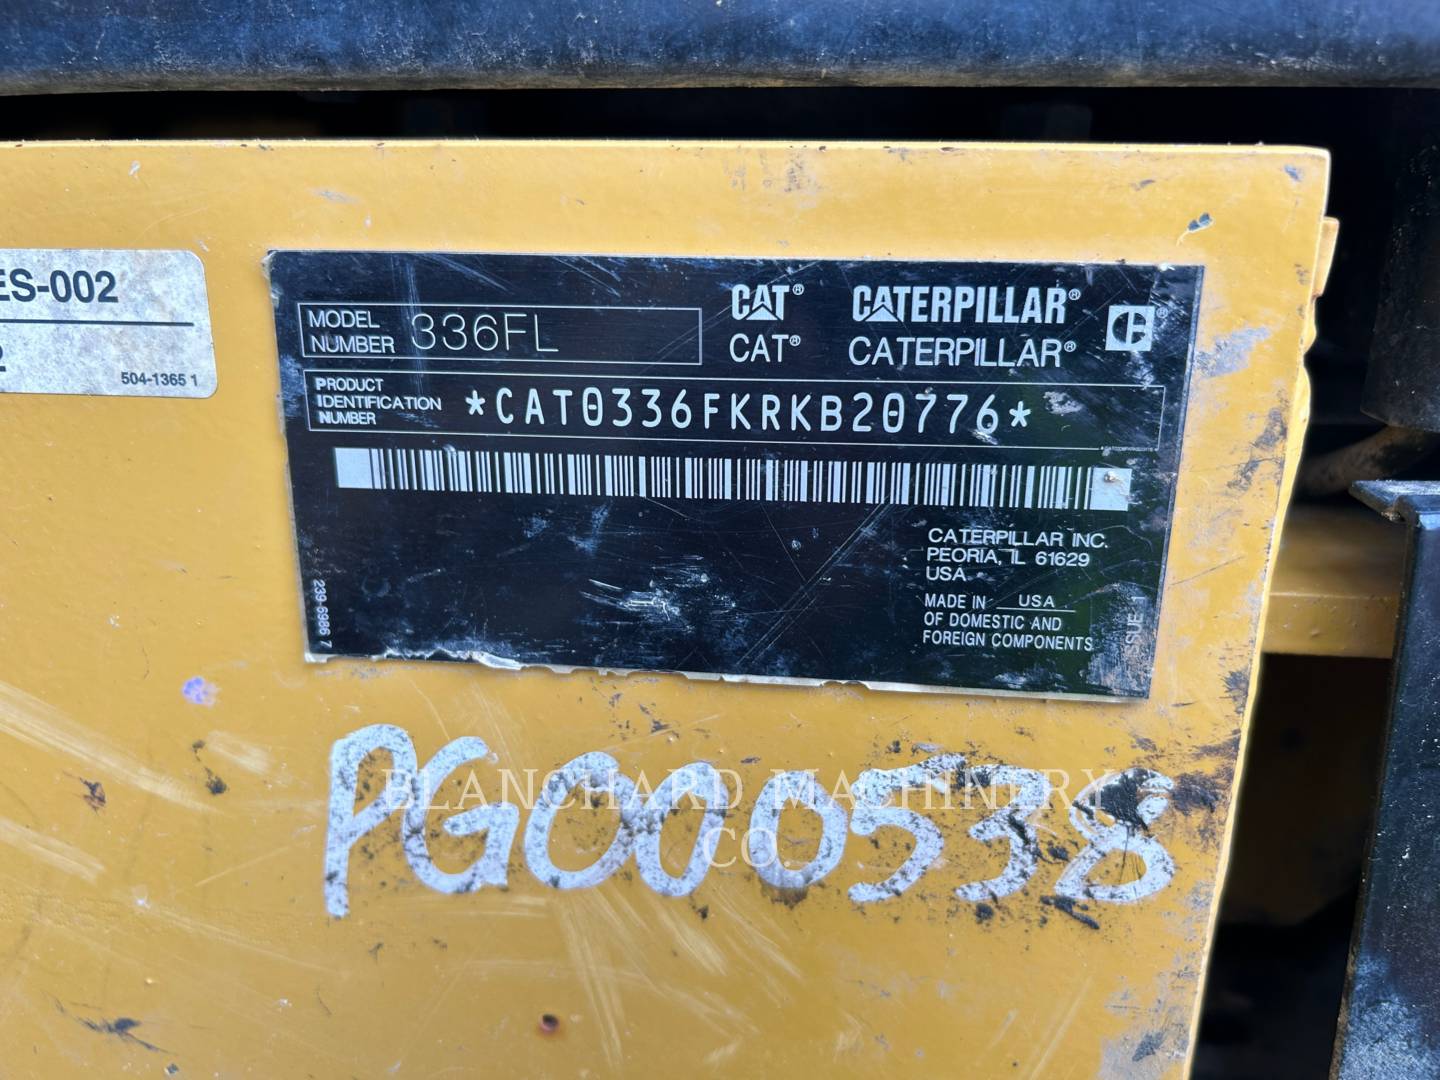 ES-002
2
504-1365 1
MODEL NUMBER 336FL
CAT® CATERPILLAR®
CAT® CATERPILLAR®
PRODUCT
IDENTIFICATION
NUMBER
*CAT0336FKRKB20776*
CATERPILLAR INC.
PEORIA, IL 61629
USA
MADE IN USA
OF DOMESTIC AND
FOREIGN COMPONENTS
239-6986 7
ISSUE 1
PG000538
BLANCHARD MACHINERY
CO.